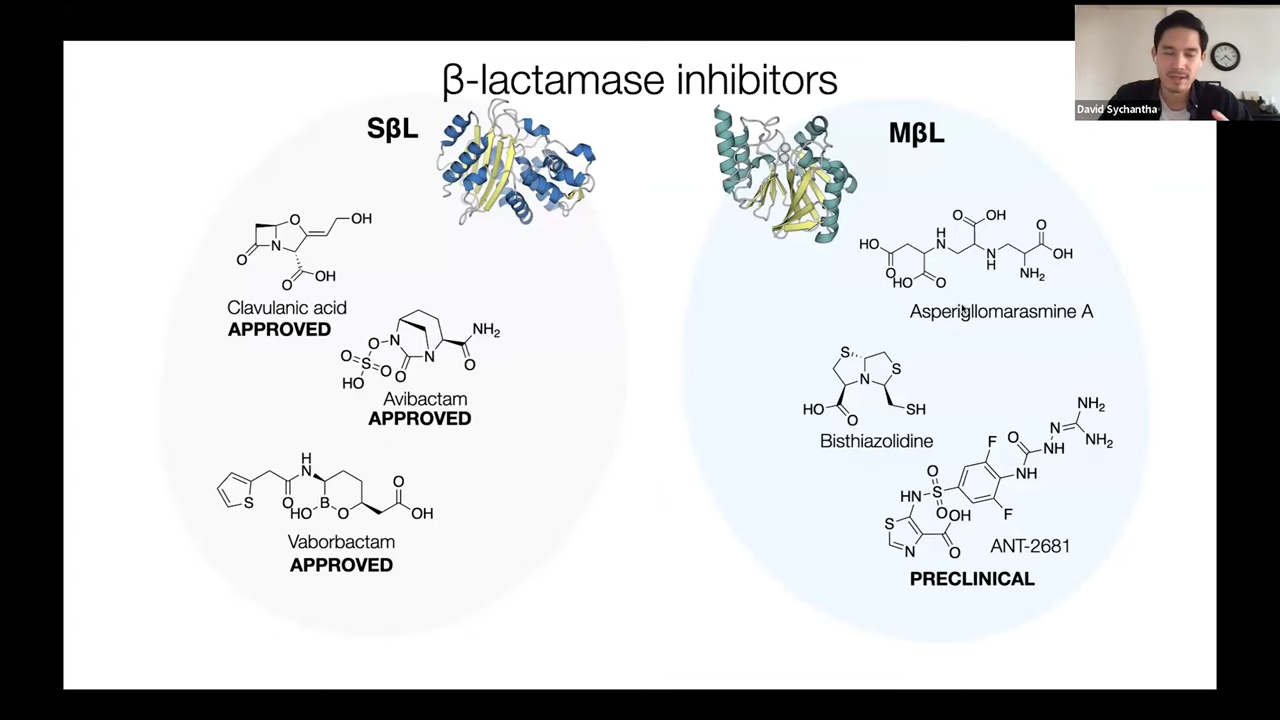 β-lactamase inhibitors
David Sychantha
SβL
MβL
O
OH
N
O
O
OH
Clavulanic acid
APPROVED
O
N
NH2
O
S
O
O
N
HO
O
Avibactam
APPROVED
H
N
O
S
O
B
HO
O
OH
Vaborbactam
APPROVED
O
OH
HO
H
N
O
OH
O
N
H
NH2
HO
O
Aspergillomarasmine A
S
S
N
HO
O
SH
Bisthiazolidine
NH2
N
NH2
O
NH
F
NH
O
HN
S
O
F
OH
S
N
O
ANT-2681
PRECLINICAL